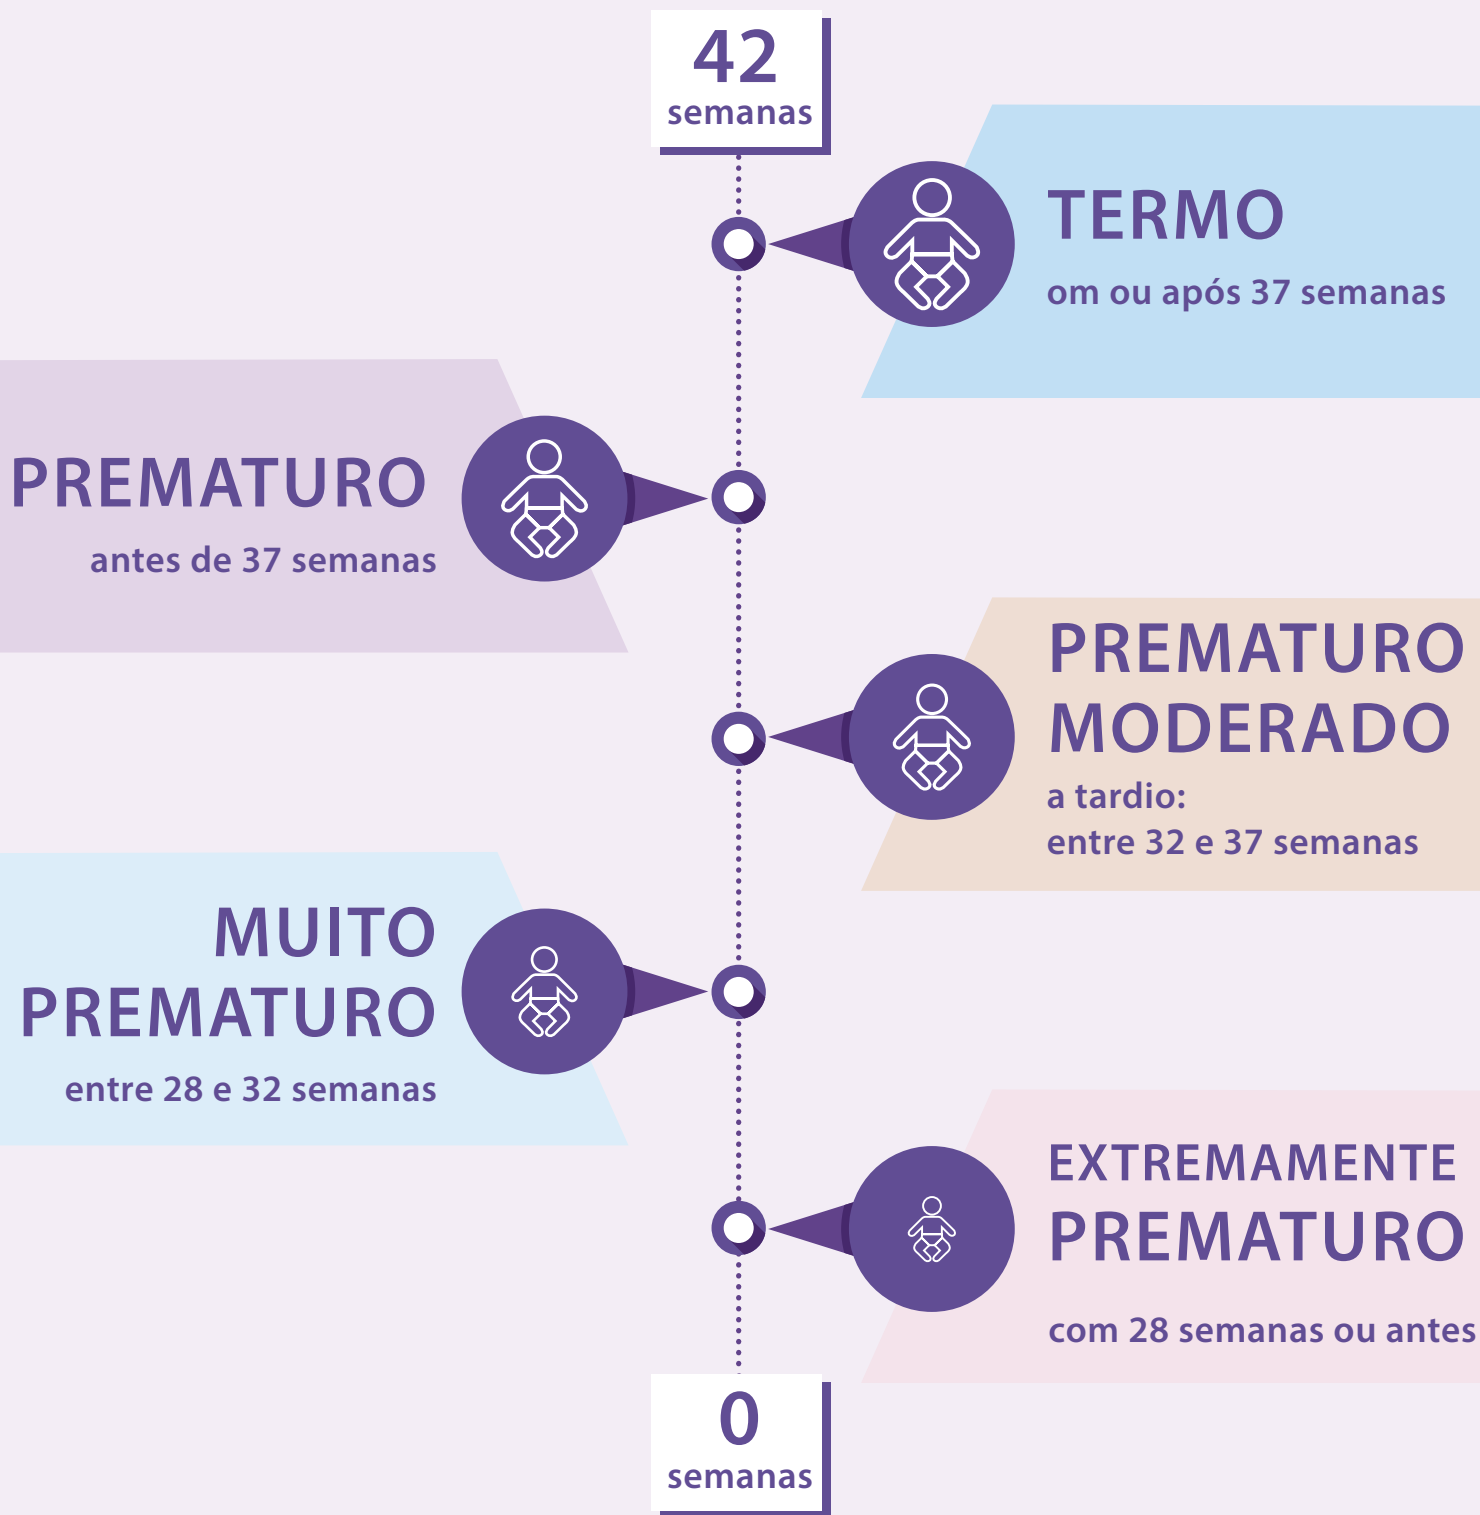 42
semanas
TERMO
om ou após 37 semanas
PREMATURO
antes de 37 semanas
PREMATURO
MODERADO
a tardio:
entre 32 e 37 semanas
MUITO
PREMATURO
entre 28 e 32 semanas
EXTREMAMENTE
PREMATURO
com 28 semanas ou antes
0
semanas